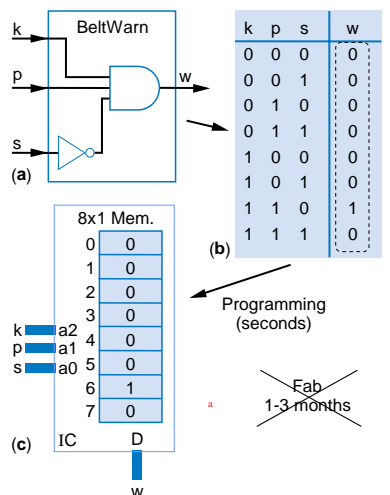 BeltWarn
k
p
w
s
(a)
k p s w
0 0 0 0
0 0 1 0
0 1 0 0
0 1 1 0
1 0 0 0
1 0 1 0
1 1 0 1
1 1 1 0
(b)
8x1 Mem.
0 0
1 0
2 0
3 0
4 0
5 0
6 1
7 0
k a2
p a1
s a0
(c) IC D
w
Programming
(seconds)
a
Fab
1-3 months